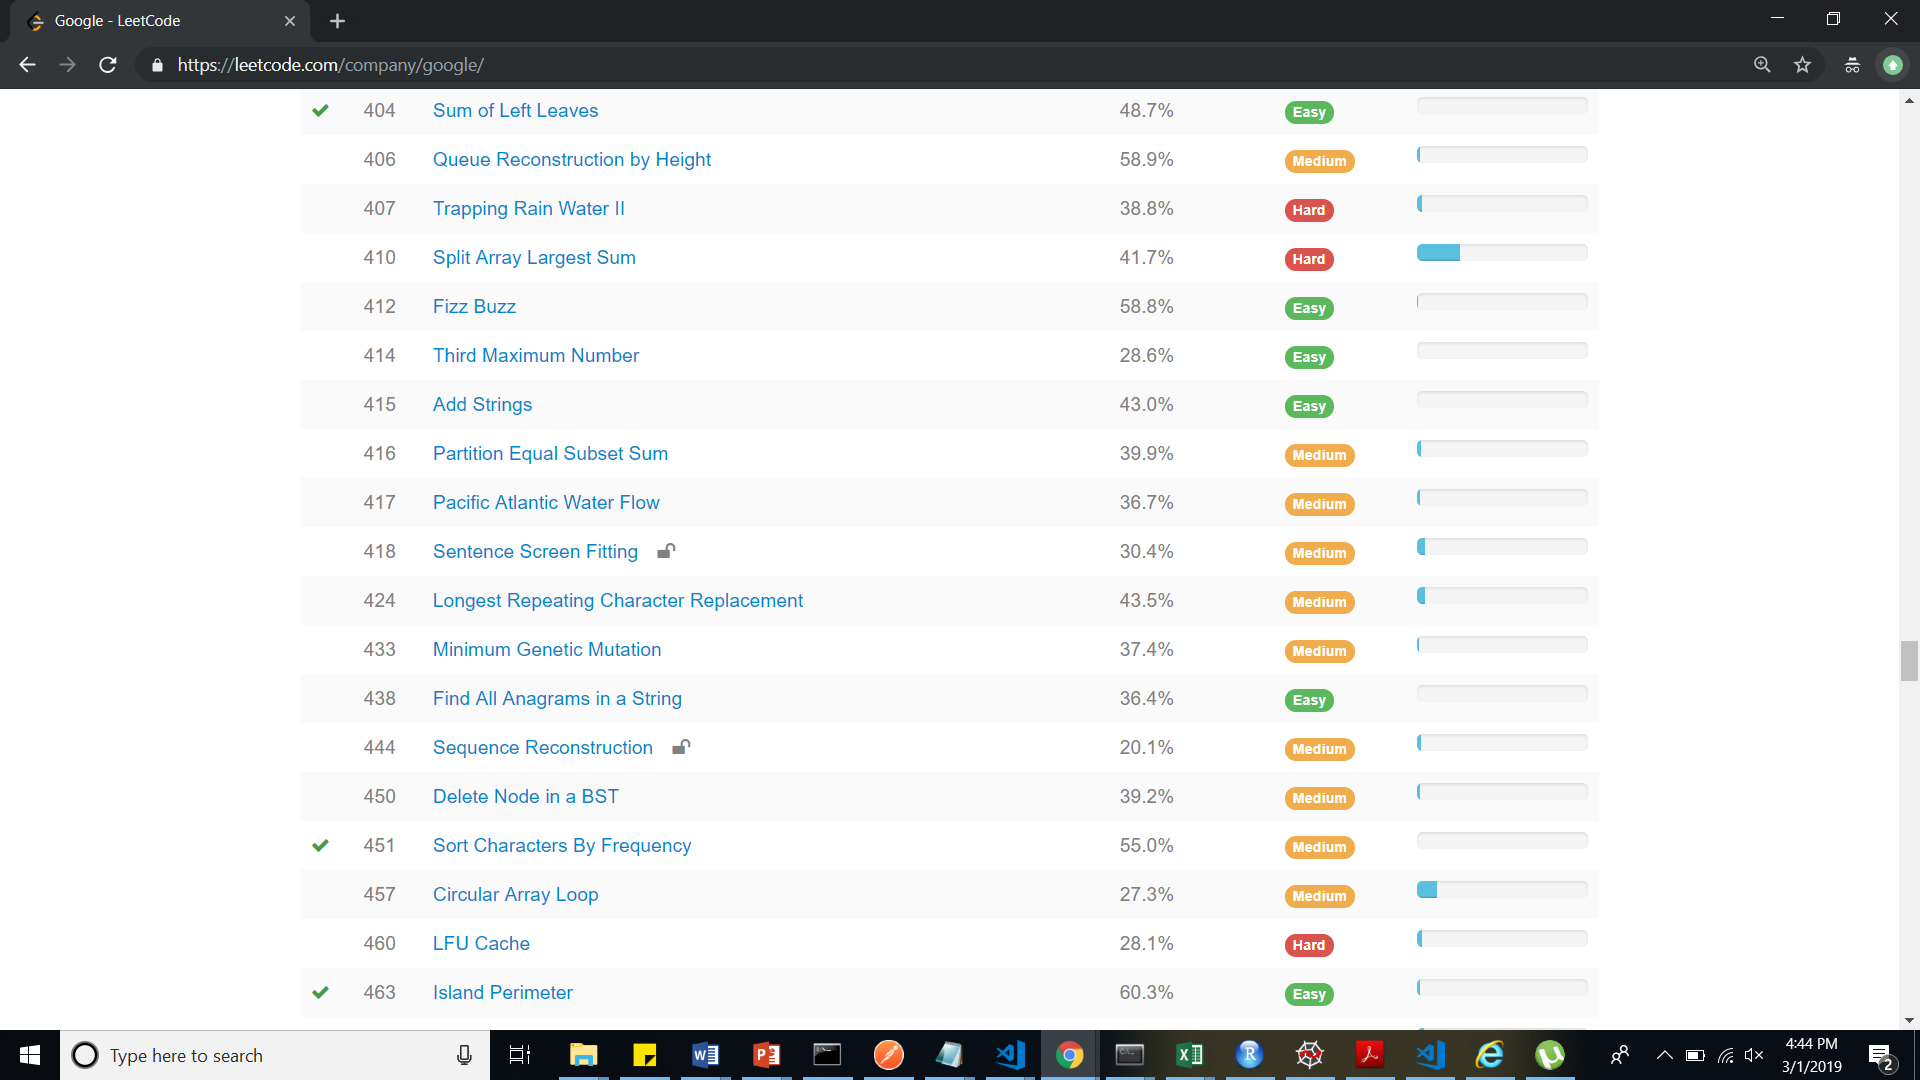 Google - LeetCode
https://leetcode.com/company/google/
404 Sum of Left Leaves 48.7% Easy
406 Queue Reconstruction by Height 58.9% Medium
407 Trapping Rain Water II 38.8% Hard
410 Split Array Largest Sum 41.7% Hard
412 Fizz Buzz 58.8% Easy
414 Third Maximum Number 28.6% Easy
415 Add Strings 43.0% Easy
416 Partition Equal Subset Sum 39.9% Medium
417 Pacific Atlantic Water Flow 36.7% Medium
418 Sentence Screen Fitting 30.4% Medium
424 Longest Repeating Character Replacement 43.5% Medium
433 Minimum Genetic Mutation 37.4% Medium
438 Find All Anagrams in a String 36.4% Easy
444 Sequence Reconstruction 20.1% Medium
450 Delete Node in a BST 39.2% Medium
451 Sort Characters By Frequency 55.0% Medium
457 Circular Array Loop 27.3% Medium
460 LFU Cache 28.1% Hard
463 Island Perimeter 60.3% Easy
Type here to search
4:44 PM
3/1/2019
2